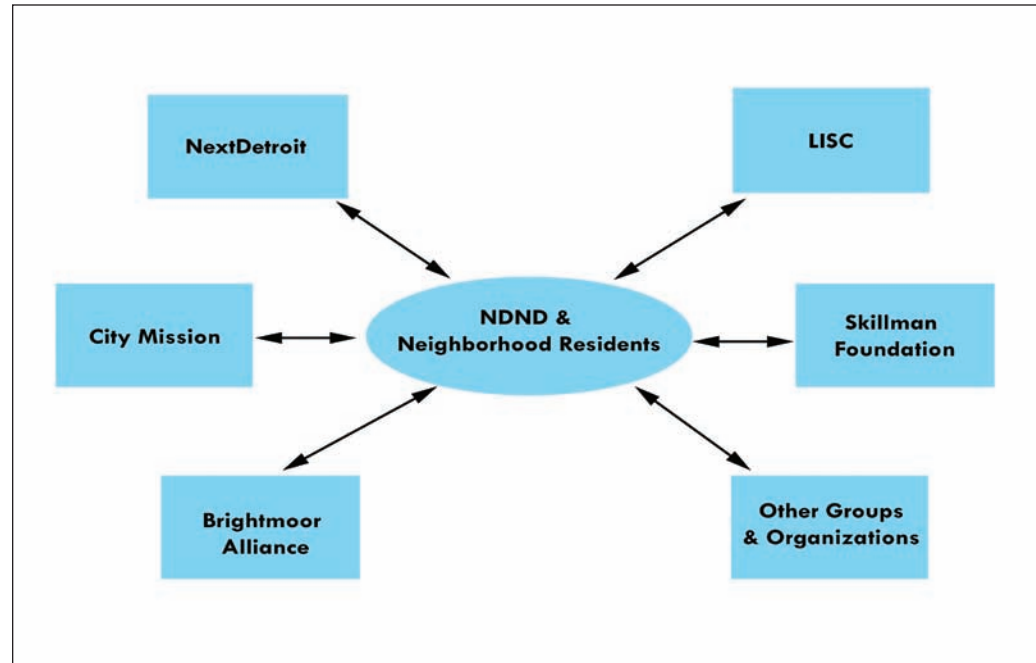 NextDetroit
LISC
City Mission
NDND &
Neighborhood Residents
Skillman
Foundation
Brightmoor
Alliance
Other Groups
& Organizations